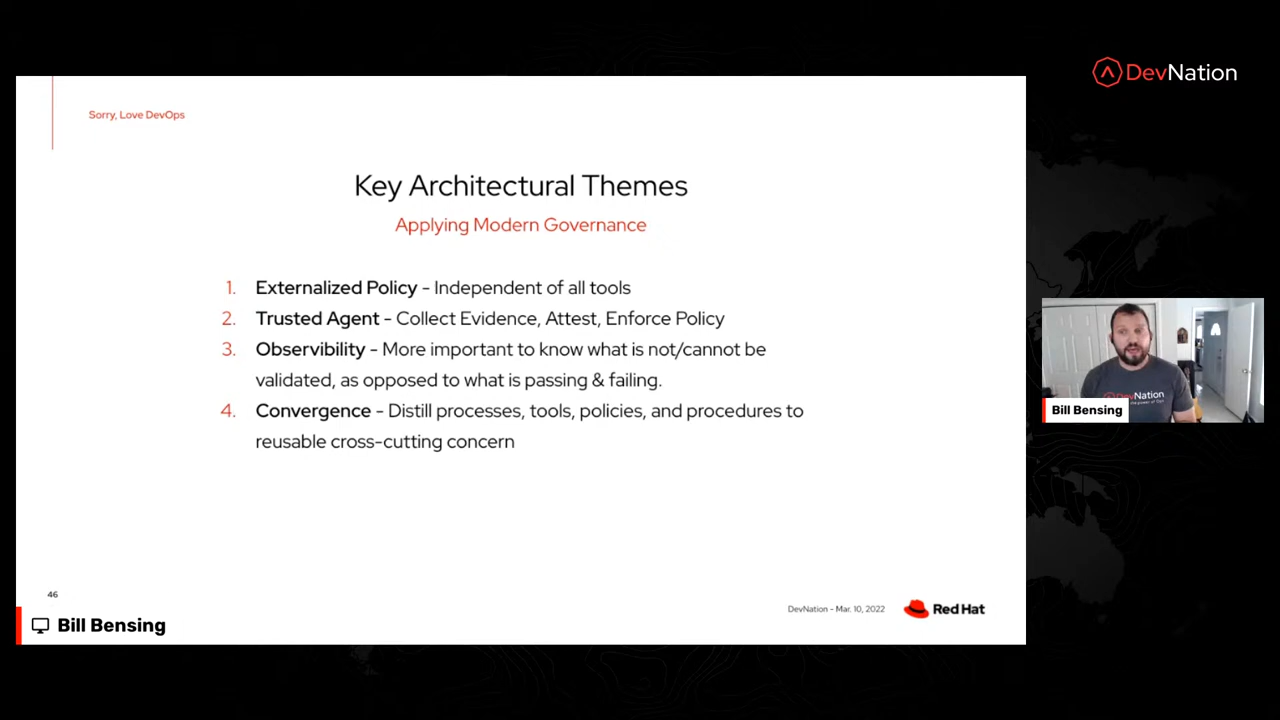 DevNation
Sorry, Love DevOps
Key Architectural Themes
Applying Modern Governance
1. Externalized Policy - Independent of all tools
2. Trusted Agent - Collect Evidence, Attest, Enforce Policy
3. Observibility - More important to know what is not/cannot be
validated, as opposed to what is passing & failing.
4. Convergence - Distill processes, tools, policies, and procedures to
reusable cross-cutting concern
46
DevNation - Mar. 10, 2022
Red Hat
Bill Bensing
DevNation
Bill Bensing